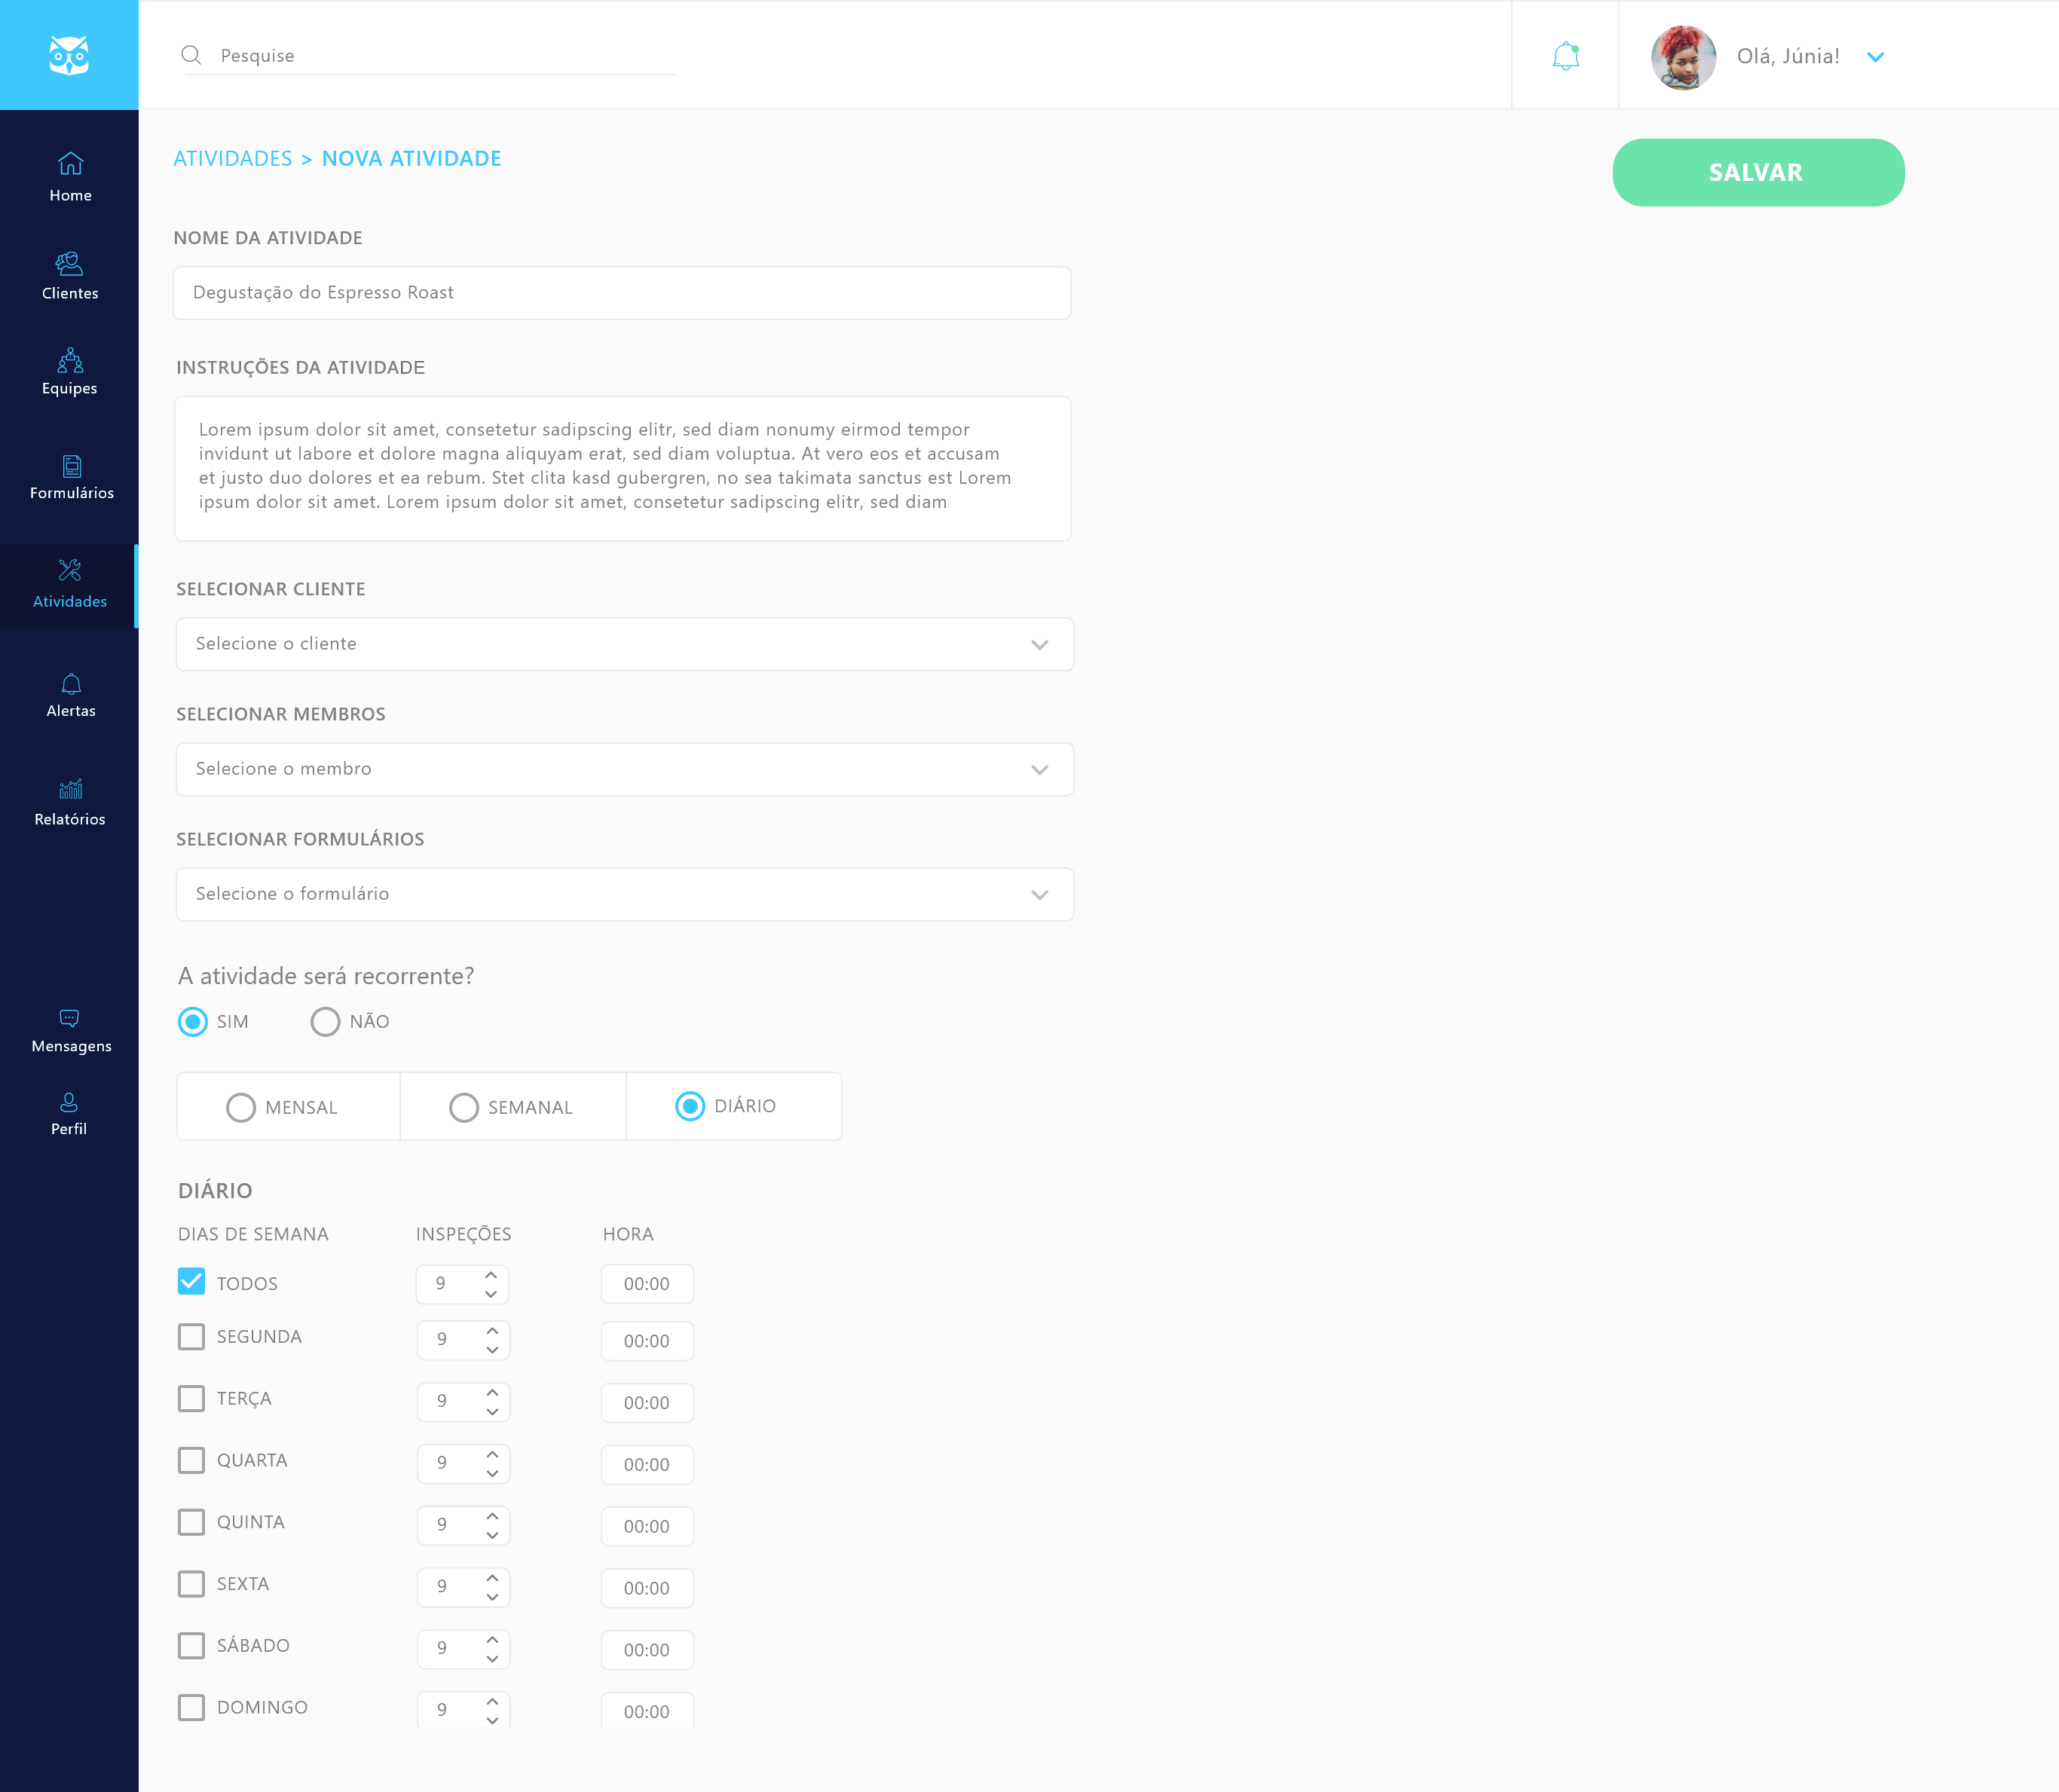 Pesquise
Olá, Júnia!
Home
Clientes
Equipes
Formulários
Atividades
Alertas
Relatórios
Mensagens
Perfil
ATIVIDADES > NOVA ATIVIDADE
SALVAR
NOME DA ATIVIDADE
Degustação do Espresso Roast
INSTRUÇÕES DA ATIVIDADE
Lorem ipsum dolor sit amet, consetetur sadipscing elitr, sed diam nonumy eirmod tempor
invidunt ut labore et dolore magna aliquyam erat, sed diam voluptua. At vero eos et accusam
et justo duo dolores et ea rebum. Stet clita kasd gubergren, no sea takimata sanctus est Lorem
ipsum dolor sit amet. Lorem ipsum dolor sit amet, consetetur sadipscing elitr, sed diam
SELECIONAR CLIENTE
Selecione o cliente
SELECIONAR MEMBROS
Selecione o membro
SELECIONAR FORMULÁRIOS
Selecione o formulário
A atividade será recorrente?
SIM NÃO
MENSAL SEMANAL DIÁRIO
DIÁRIO
DIAS DE SEMANA INSPEÇÕES HORA
TODOS 9 00:00
SEGUNDA 9 00:00
TERÇA 9 00:00
QUARTA 9 00:00
QUINTA 9 00:00
SEXTA 9 00:00
SÁBADO 9 00:00
DOMINGO 9 00:00